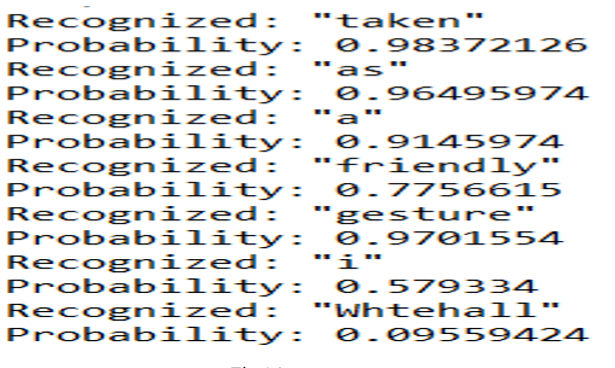 Recognized: "taken"
Probability: 0.98372126
Recognized: "as"
Probability: 0.96495974
Recognized: "a"
Probability: 0.9145974
Recognized: "friendly"
Probability: 0.7756615
Recognized: "gesture"
Probability: 0.9701554
Recognized: "i"
Probability: 0.579334
Recognized: "Whtehall"
Probability: 0.09559424